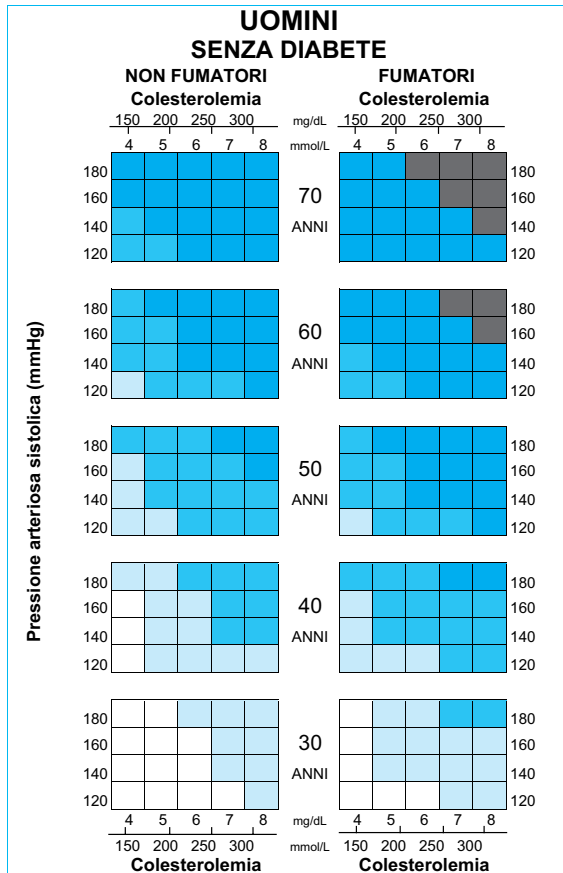 UOMINI
SENZA DIABETE
NON FUMATORI
FUMATORI
Colesterolemia
Colesterolemia
150 200 250 300 mg/dL 150 200 250 300
4 5 6 7 8 mmol/L 4 5 6 7 8
Pressione arteriosa sistolica (mmHg)
180 180
160 70 160
140 ANNI 140
120 120
180 180
160 60 160
140 ANNI 140
120 120
180 180
160 50 160
140 ANNI 140
120 120
180 180
160 40 160
140 ANNI 140
120 120
180 180
160 30 160
140 ANNI 140
120 120
4 5 6 7 8 mg/dL 4 5 6 7 8
150 200 250 300 mmol/L 150 200 250 300
Colesterolemia
Colesterolemia